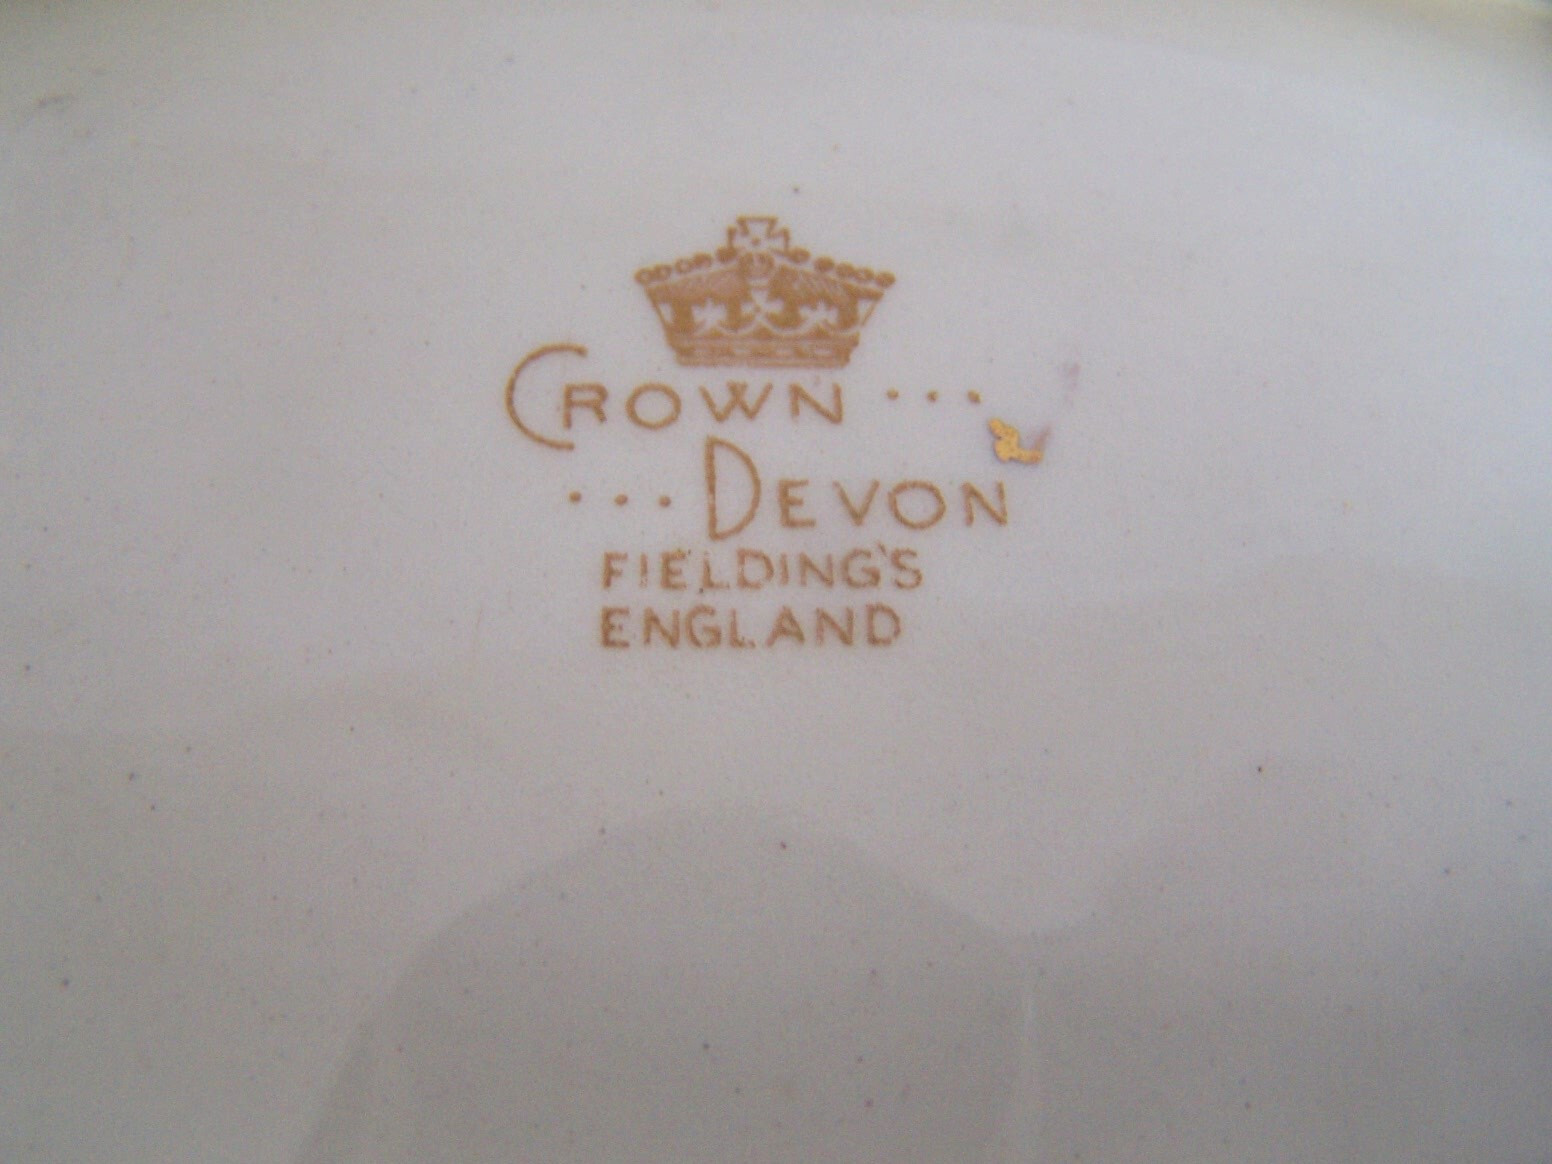 CROWN ...
... DEVON
FIELDING'S
ENGLAND